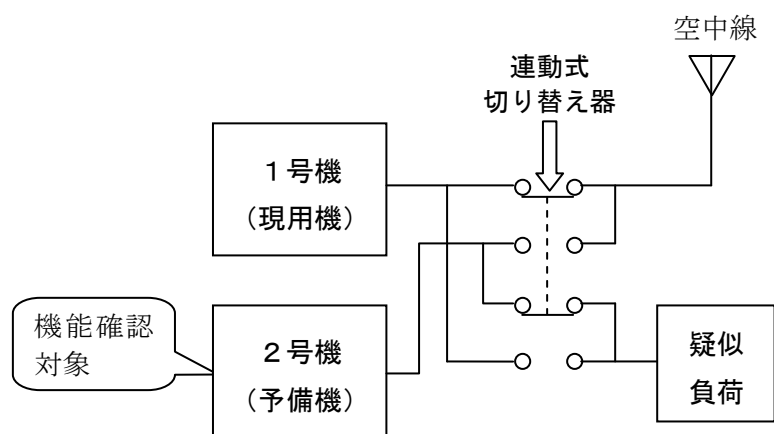 空中線
連動式
切り替え器
１号機
（現用機）
機能確認
対象
２号機
（予備機）
疑似
負荷